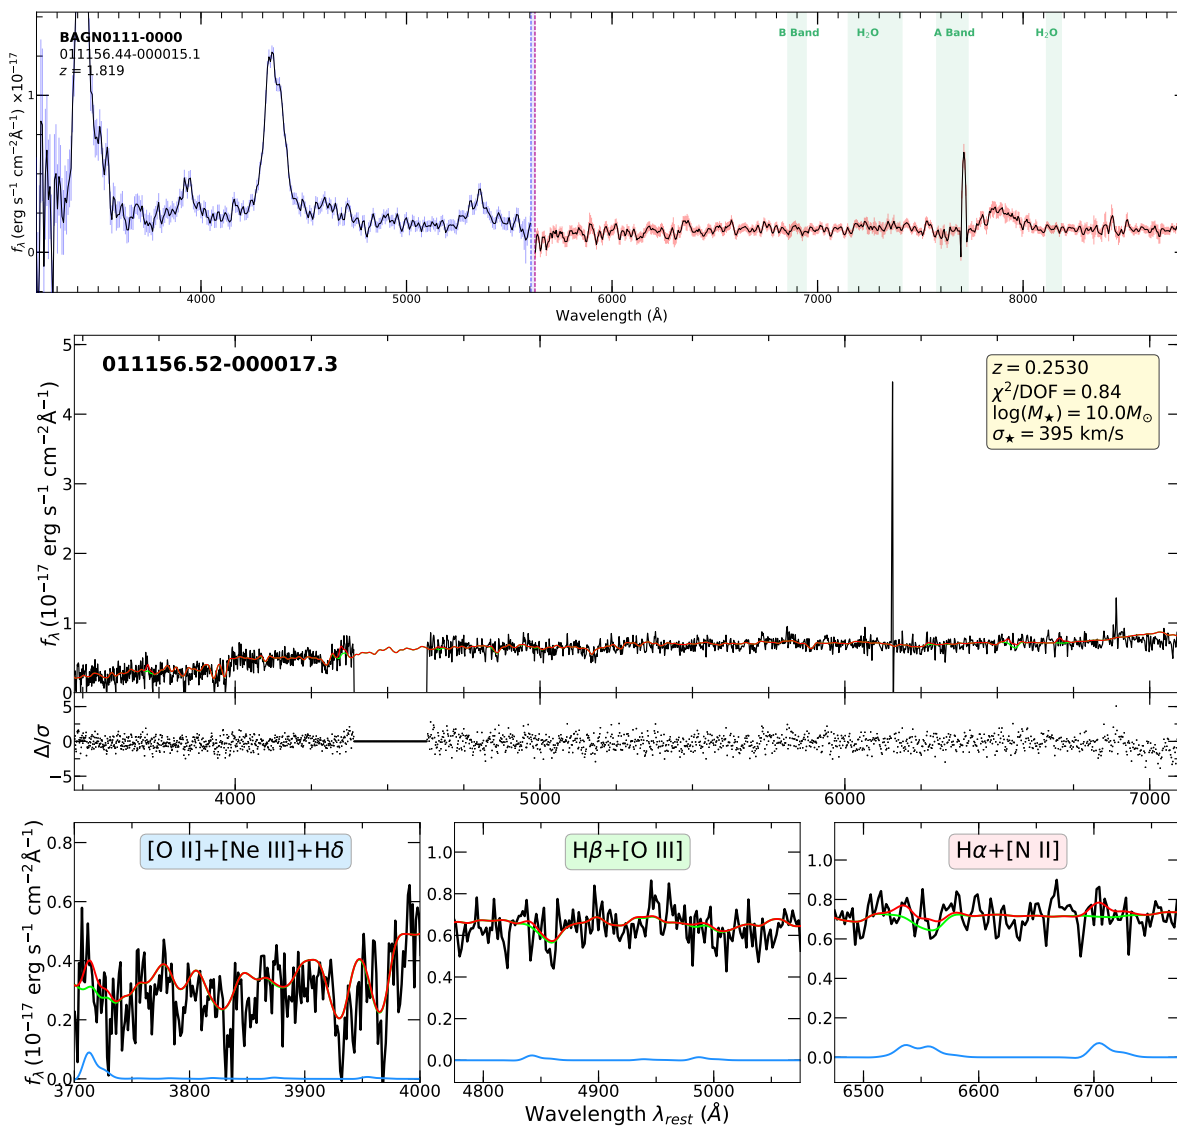 BAGN0111-0000
011156.44-000015.1
z = 1.819
B Band
H₂O
A Band
H₂O
f_λ (erg s⁻¹ cm⁻²Å⁻¹) ×10⁻¹⁷
1
0
4000 5000 6000 7000 8000
Wavelength (Å)
011156.52-000017.3
z = 0.2530
χ²/DOF = 0.84
log(M★) = 10.0M⊙
σ★ = 395 km/s
f_λ (10⁻¹⁷ erg s⁻¹ cm⁻²Å⁻¹)
5
4
3
2
1
0
Δ/σ
5
0
−5
4000 5000 6000 7000
[O II]+[Ne III]+Hδ
f_λ (10⁻¹⁷ erg s⁻¹ cm⁻²Å⁻¹)
0.8
0.6
0.4
0.2
0.0
3700 3800 3900 4000
Hβ+[O III]
1.0
0.8
0.6
0.4
0.2
0.0
4800 4900 5000
Hα+[N II]
1.0
0.8
0.6
0.4
0.2
0.0
6500 6600 6700
Wavelength λ_rest (Å)